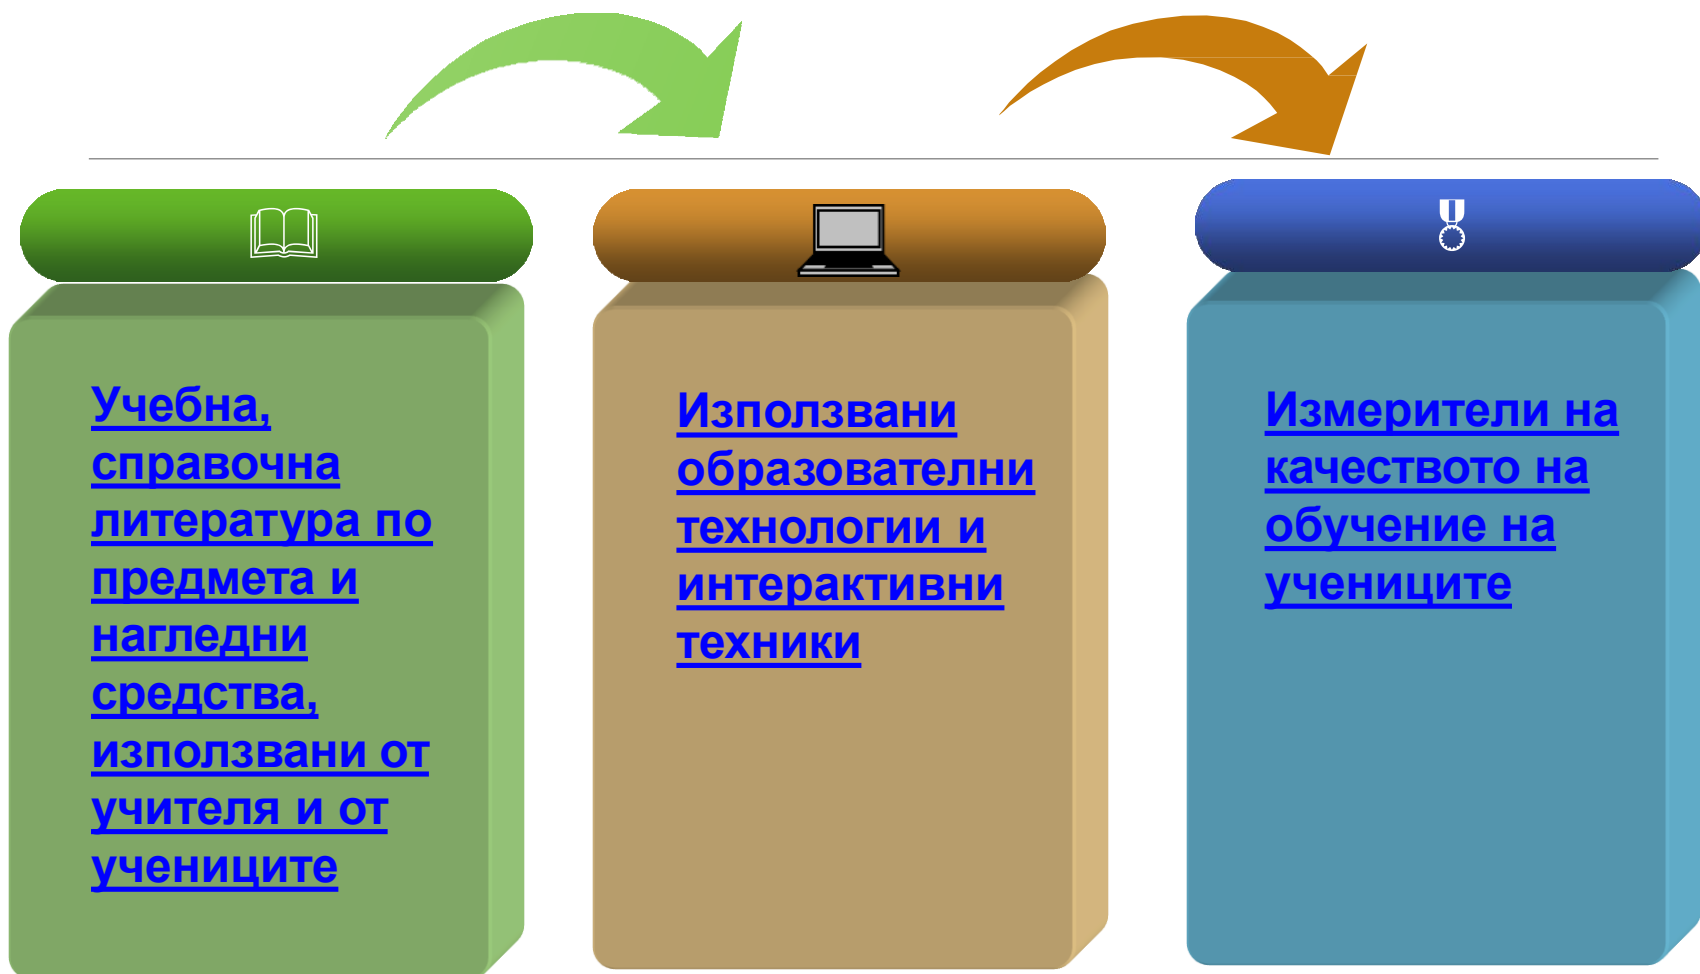 Учебна,
справочна
литература по
предмета и
нагледни
средства,
използвани от
учителя и от
учениците
Използвани
образователни
технологии и
интерактивни
техники
Измерители на
качеството на
обучение на
учениците